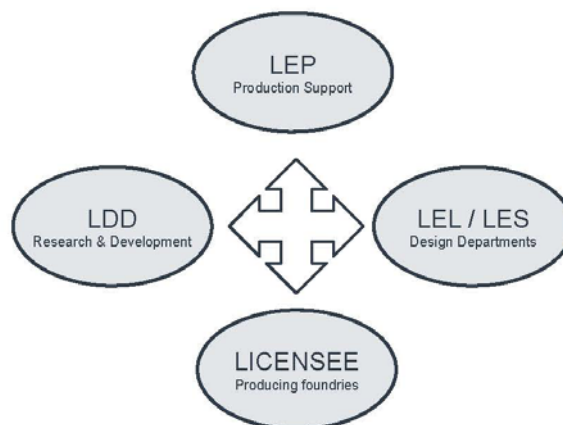 LEP
Production Support
LDD
Research & Development
LEL / LES
Design Departments
LICENSEE
Producing foundries